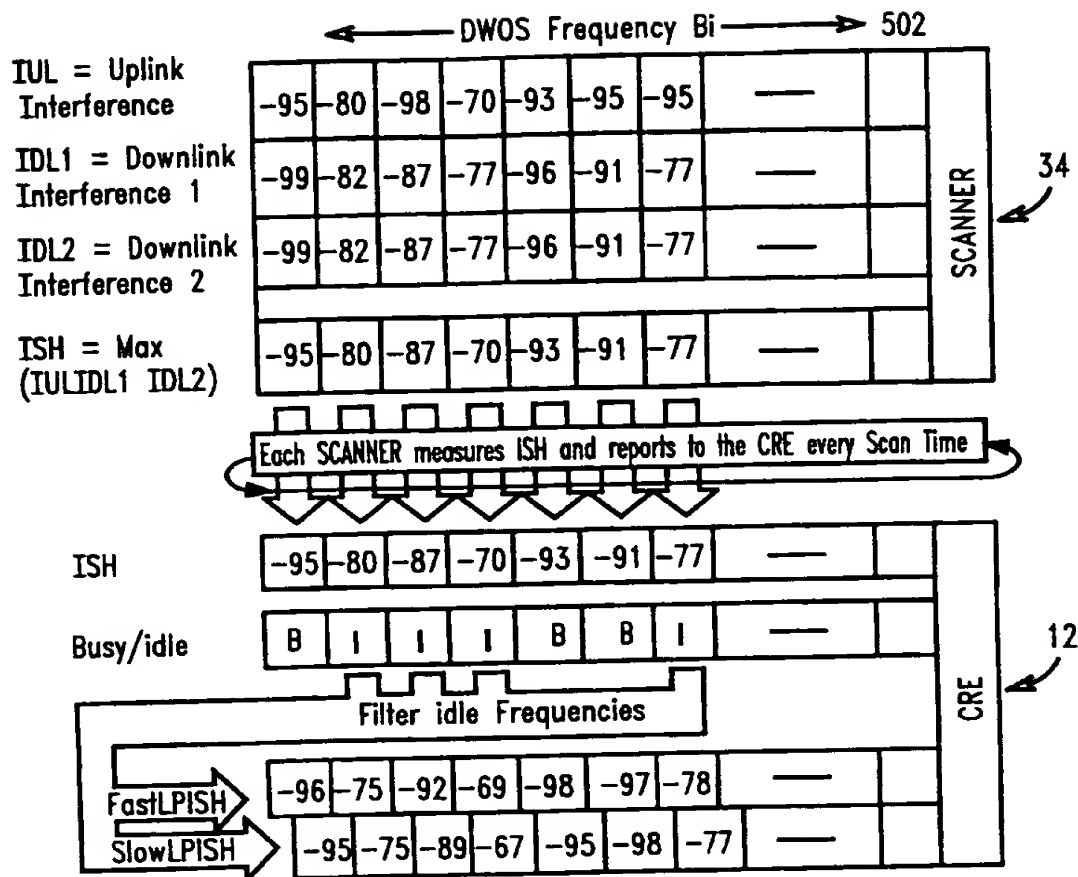 DWOS Frequency Bi 502
IUL = Uplink
Interference
-95 -80 -98 -70 -93 -95 -95 —
IDL1 = Downlink
Interference 1
-99 -82 -87 -77 -96 -91 -77 —
IDL2 = Downlink
Interference 2
-99 -82 -87 -77 -96 -91 -77 —
ISH = Max
(IULIDL1 IDL2)
-95 -80 -87 -70 -93 -91 -77 —
SCANNER
34
Each SCANNER measures ISH and reports to the CRE every Scan Time
ISH
-95 -80 -87 -70 -93 -91 -77 —
Busy/idle
B I I I B B I —
CRE
12
Filter idle Frequencies
FastLPISH
-96 -75 -92 -69 -98 -97 -78 —
SlowLPISH
-95 -75 -89 -67 -95 -98 -77 —